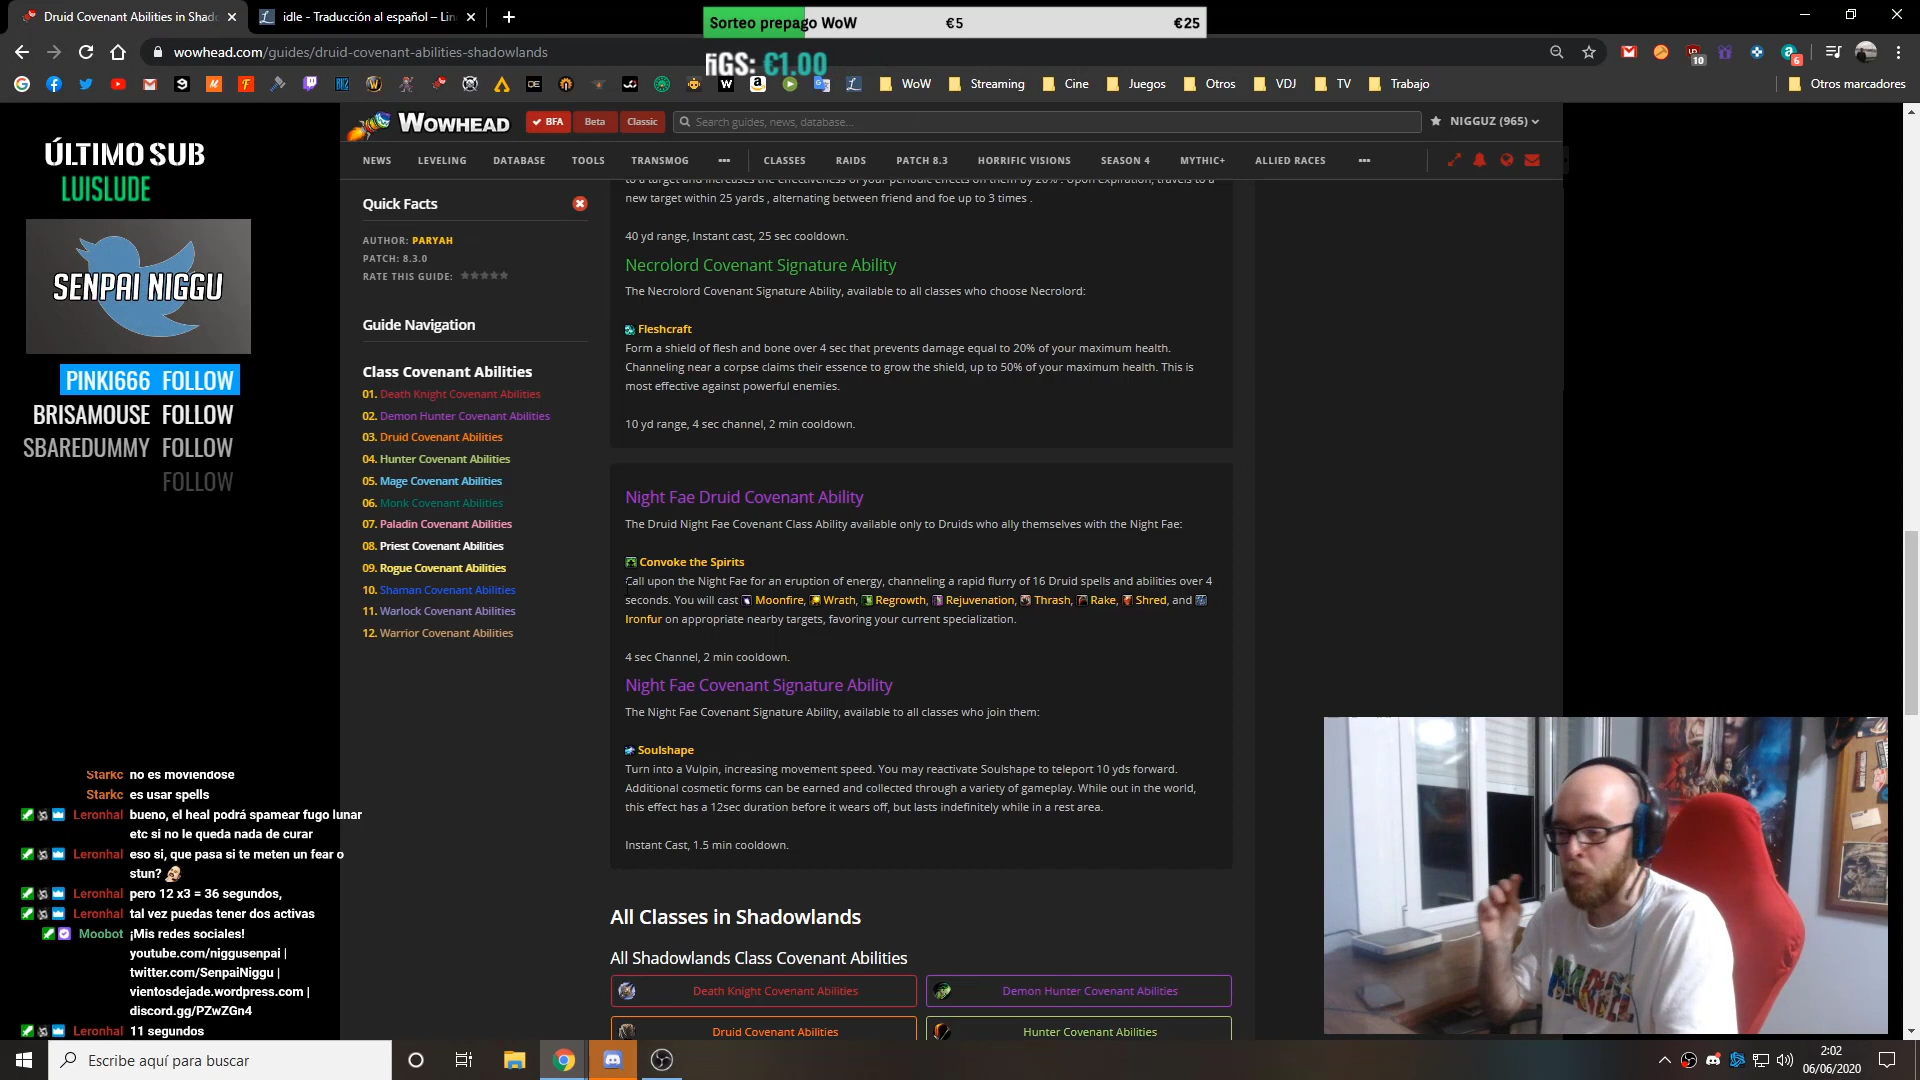 Druid Covenant Abilities in Shado
idle - Traducción al español – Lin
Sorteo prepago WoW €5 €25
wowhead.com/guides/druid-covenant-abilities-shadowlands
€1.00
WoW Streaming Cine Juegos Otros VDJ TV Trabajo Otros marcadores
WOWHEAD
BFA Beta Classic
Search guides, news, database...
NIGGUZ (965)
NEWS LEVELING DATABASE TOOLS TRANSMOG CLASSES RAIDS PATCH 8.3 HORRIFIC VISIONS SEASON 4 MYTHIC+ ALLIED RACES
ÚLTIMO SUB
LUISLUDE
SENPAI NIGGU
PINKI666 FOLLOW
BRISAMOUSE FOLLOW
SBAREDUMMY FOLLOW
FOLLOW
Starkc no es moviendose
Starkc es usar spells
Leronhal bueno, el heal podrá spamear fugo lunar
etc si no le queda nada de curar
Leronhal eso si, que pasa si te meten un fear o
stun?
Leronhal pero 12 x3 = 36 segundos,
Leronhal tal vez puedas tener dos activas
Moobot ¡Mis redes sociales!
youtube.com/niggusenpai |
twitter.com/SenpaiNiggu |
vientosdejade.wordpress.com |
discord.gg/PZwZGn4
Leronhal 11 segundos
Quick Facts
AUTHOR: PARYAH
PATCH: 8.3.0
RATE THIS GUIDE:
Guide Navigation
Class Covenant Abilities
01. Death Knight Covenant Abilities
02. Demon Hunter Covenant Abilities
03. Druid Covenant Abilities
04. Hunter Covenant Abilities
05. Mage Covenant Abilities
06. Monk Covenant Abilities
07. Paladin Covenant Abilities
08. Priest Covenant Abilities
09. Rogue Covenant Abilities
10. Shaman Covenant Abilities
11. Warlock Covenant Abilities
12. Warrior Covenant Abilities
to a target and increases the effectiveness of your periodic effects on them by 20% . Upon Expiration, travels to a
new target within 25 yards , alternating between friend and foe up to 3 times .
40 yd range, Instant cast, 25 sec cooldown.
Necrolord Covenant Signature Ability
The Necrolord Covenant Signature Ability, available to all classes who choose Necrolord:
Fleshcraft
Form a shield of flesh and bone over 4 sec that prevents damage equal to 20% of your maximum health.
Channeling near a corpse claims their essence to grow the shield, up to 50% of your maximum health. This is
most effective against powerful enemies.
10 yd range, 4 sec channel, 2 min cooldown.
Night Fae Druid Covenant Ability
The Druid Night Fae Covenant Class Ability available only to Druids who ally themselves with the Night Fae:
Convoke the Spirits
Call upon the Night Fae for an eruption of energy, channeling a rapid flurry of 16 Druid spells and abilities over 4
seconds. You will cast Moonfire, Wrath, Regrowth, Rejuvenation, Thrash, Rake, Shred, and
Ironfur on appropriate nearby targets, favoring your current specialization.
4 sec Channel, 2 min cooldown.
Night Fae Covenant Signature Ability
The Night Fae Covenant Signature Ability, available to all classes who join them:
Soulshape
Turn into a Vulpin, increasing movement speed. You may reactivate Soulshape to teleport 10 yds forward.
Additional cosmetic forms can be earned and collected through a variety of gameplay. While out in the world,
this effect has a 12sec duration before it wears off, but lasts indefinitely while in a rest area.
Instant Cast, 1.5 min cooldown.
All Classes in Shadowlands
All Shadowlands Class Covenant Abilities
Death Knight Covenant Abilities
Demon Hunter Covenant Abilities
Druid Covenant Abilities
Hunter Covenant Abilities
Escribe aquí para buscar
2:02
06/06/2020